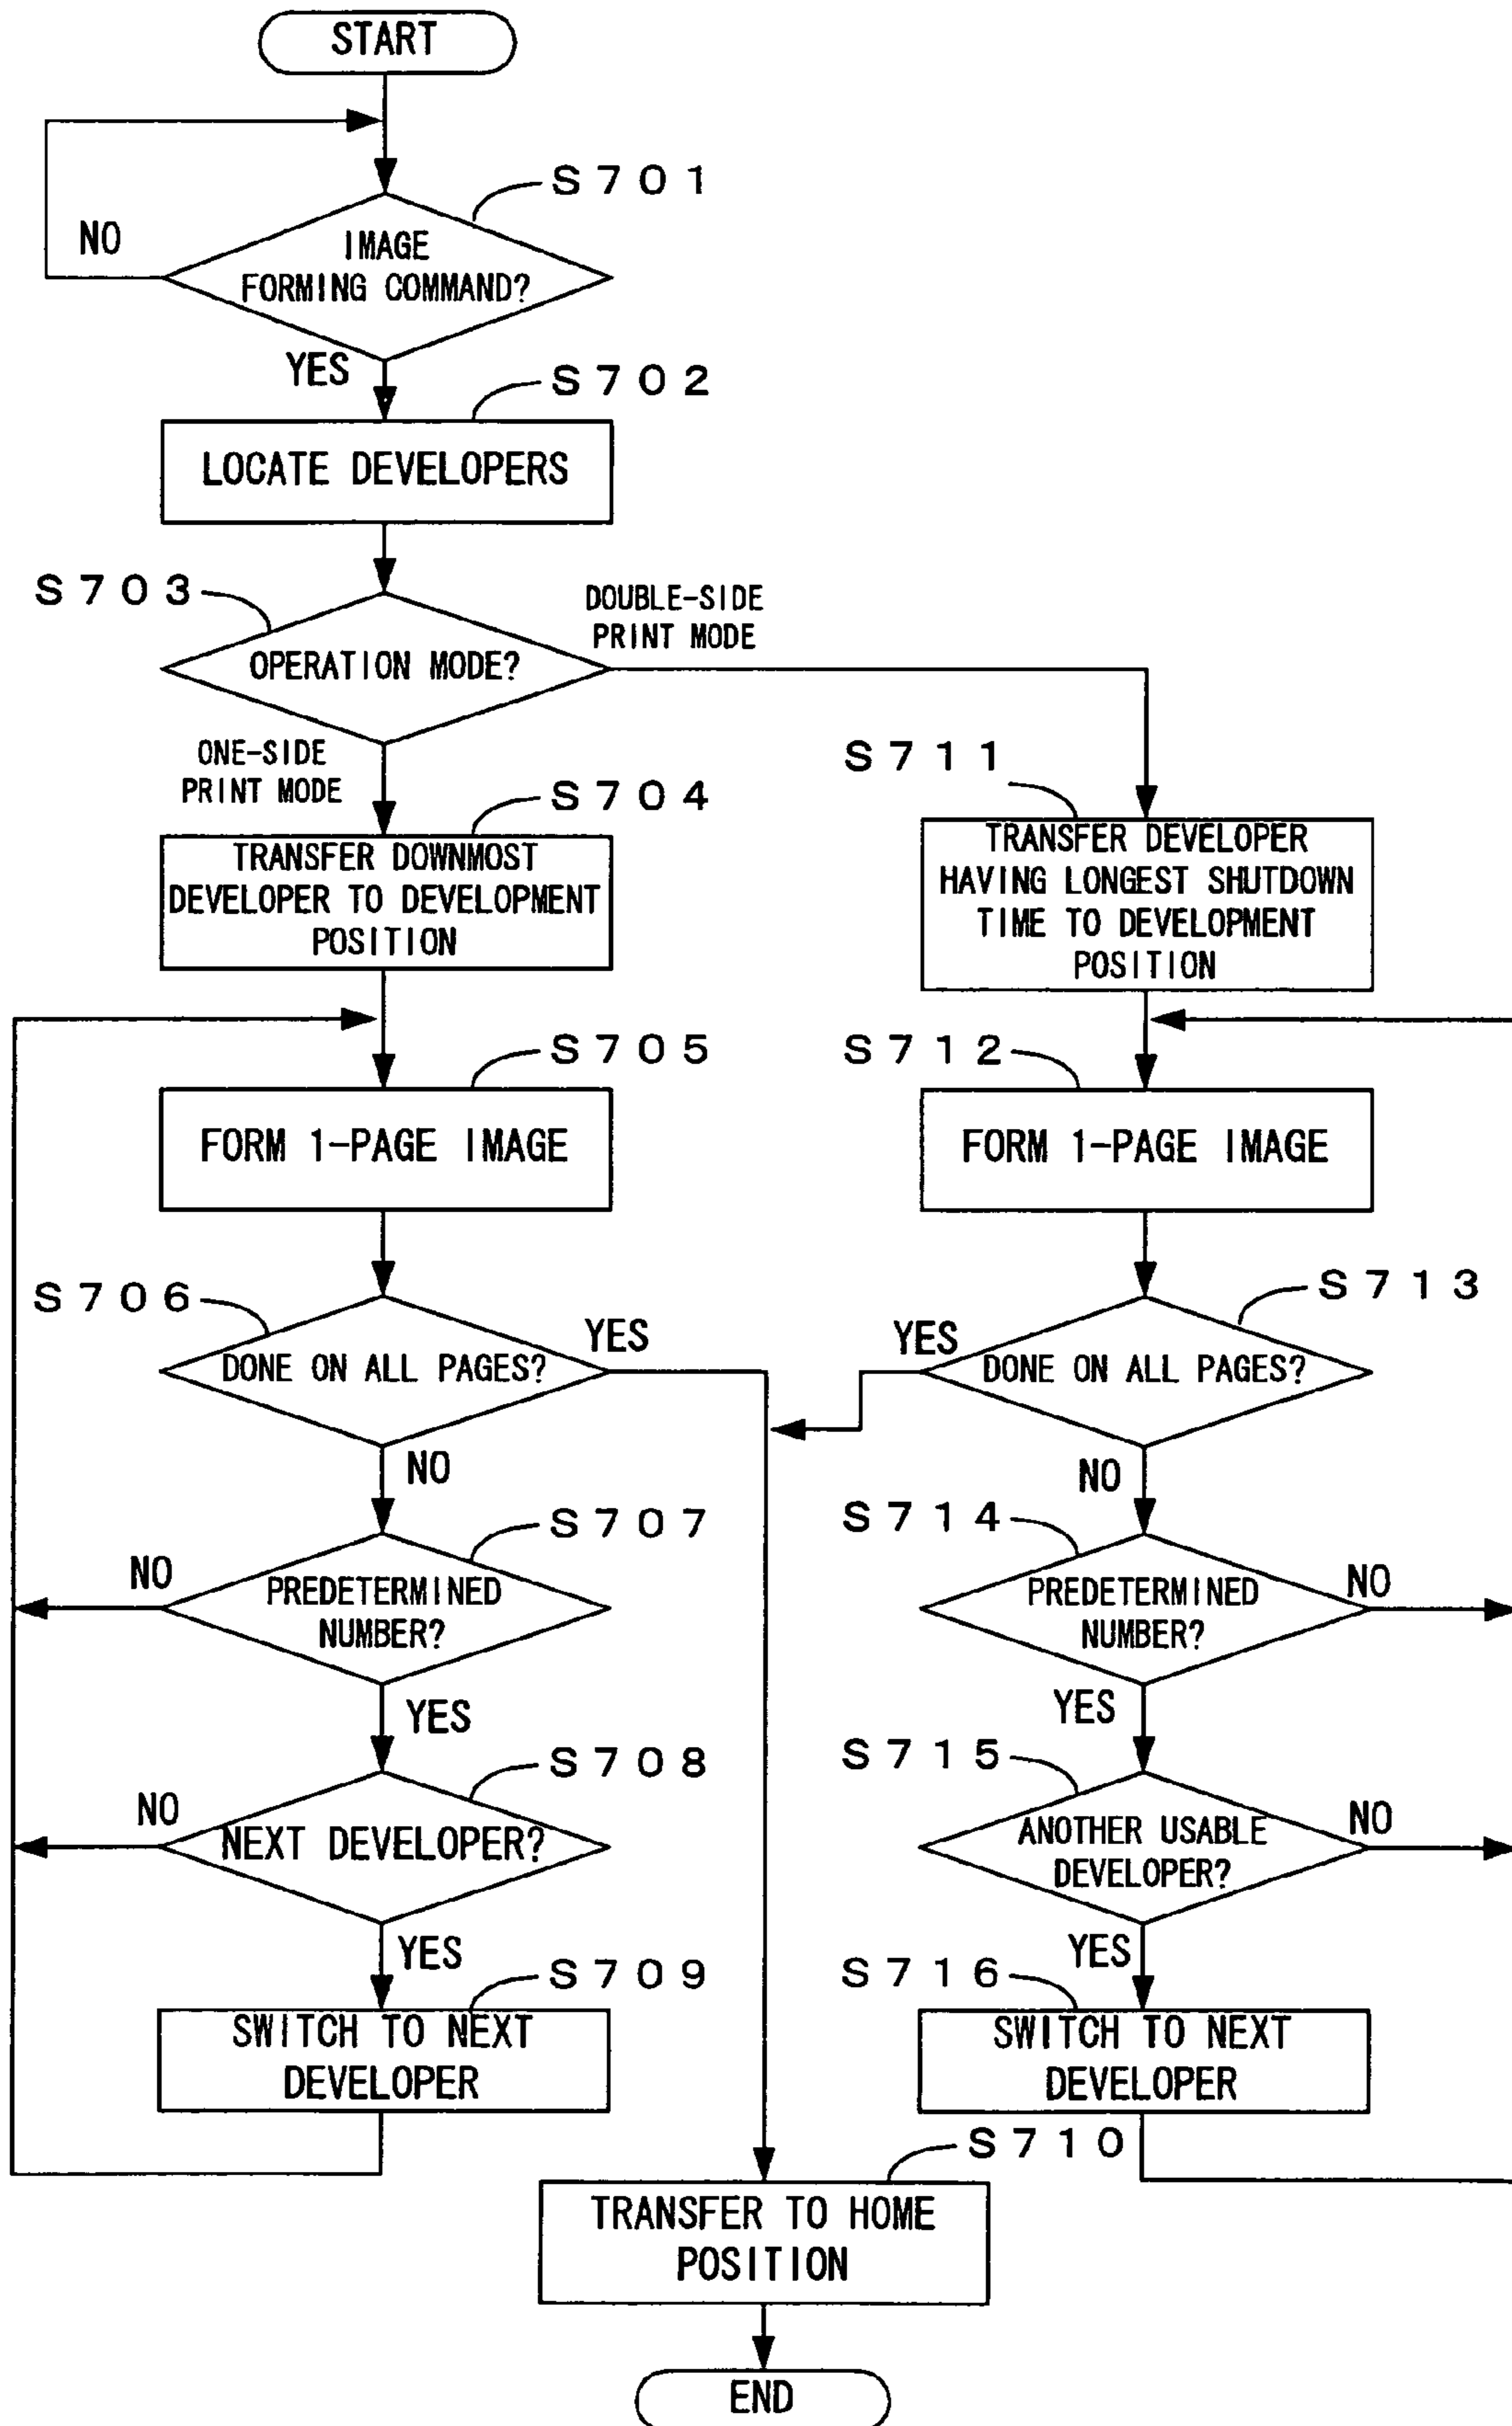 START
S701
NO
IMAGE
FORMING COMMAND?
YES
S702
LOCATE DEVELOPERS
S703
DOUBLE-SIDE
PRINT MODE
OPERATION MODE?
ONE-SIDE
PRINT MODE
S704
TRANSFER DOWNMOST
DEVELOPER TO DEVELOPMENT
POSITION
S711
TRANSFER DEVELOPER
HAVING LONGEST SHUTDOWN
TIME TO DEVELOPMENT
POSITION
S705
FORM 1-PAGE IMAGE
S712
FORM 1-PAGE IMAGE
S706
YES
DONE ON ALL PAGES?
NO
S713
YES
DONE ON ALL PAGES?
NO
S707
NO
PREDETERMINED
NUMBER?
YES
S714
NO
PREDETERMINED
NUMBER?
YES
S708
NO
NEXT DEVELOPER?
YES
S715
NO
ANOTHER USABLE
DEVELOPER?
YES
S709
SWITCH TO NEXT
DEVELOPER
S716
SWITCH TO NEXT
DEVELOPER
S710
TRANSFER TO HOME
POSITION
END